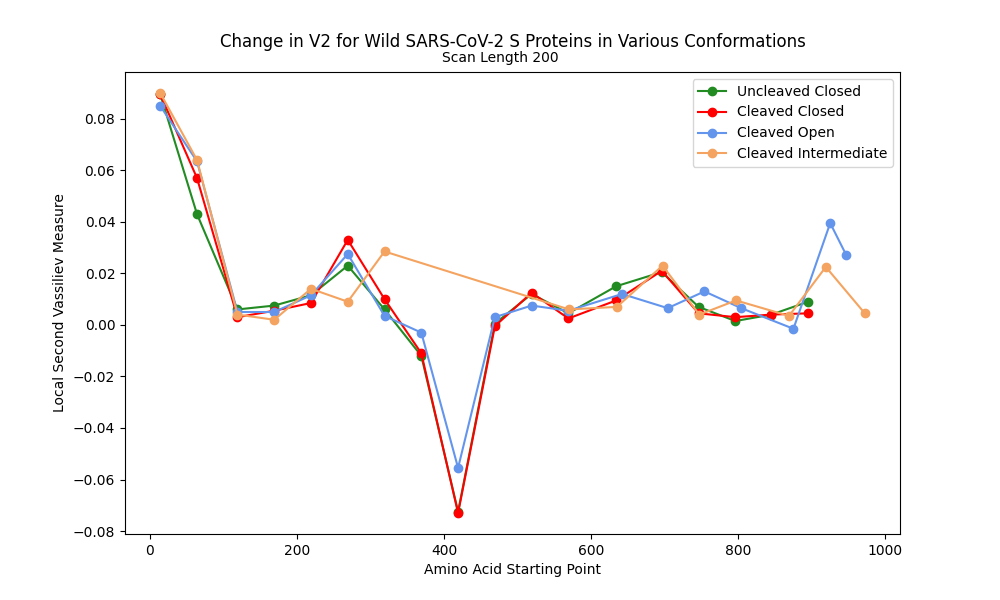 Change in V2 for Wild SARS-CoV-2 S Proteins in Various Conformations
Scan Length 200
Uncleaved Closed
Cleaved Closed
Cleaved Open
Cleaved Intermediate
Local Second Vassiliev Measure
0.08
0.06
0.04
0.02
0.00
−0.02
−0.04
−0.06
−0.08
0
200
400
600
800
1000
Amino Acid Starting Point